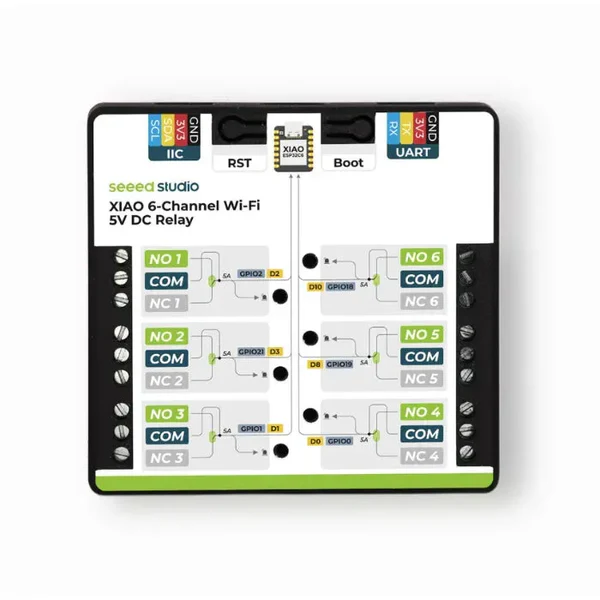 SCL
SDA
3V3
GND
IIC
RST
XIAO
ESP32C6
Boot
RX
TX
3V3
GND
UART
seeed studio
XIAO 6-Channel Wi-Fi
5V DC Relay
NO 1
COM
NC 1
5A
GPIO2 D2
NO 2
COM
NC 2
5A
GPIO21 D3
NO 3
COM
NC 3
5A
GPIO1 D1
NO 6
COM
NC 6
5A
D10 GPIO18
NO 5
COM
NC 5
5A
D8 GPIO19
NO 4
COM
NC 4
5A
D0 GPIO0